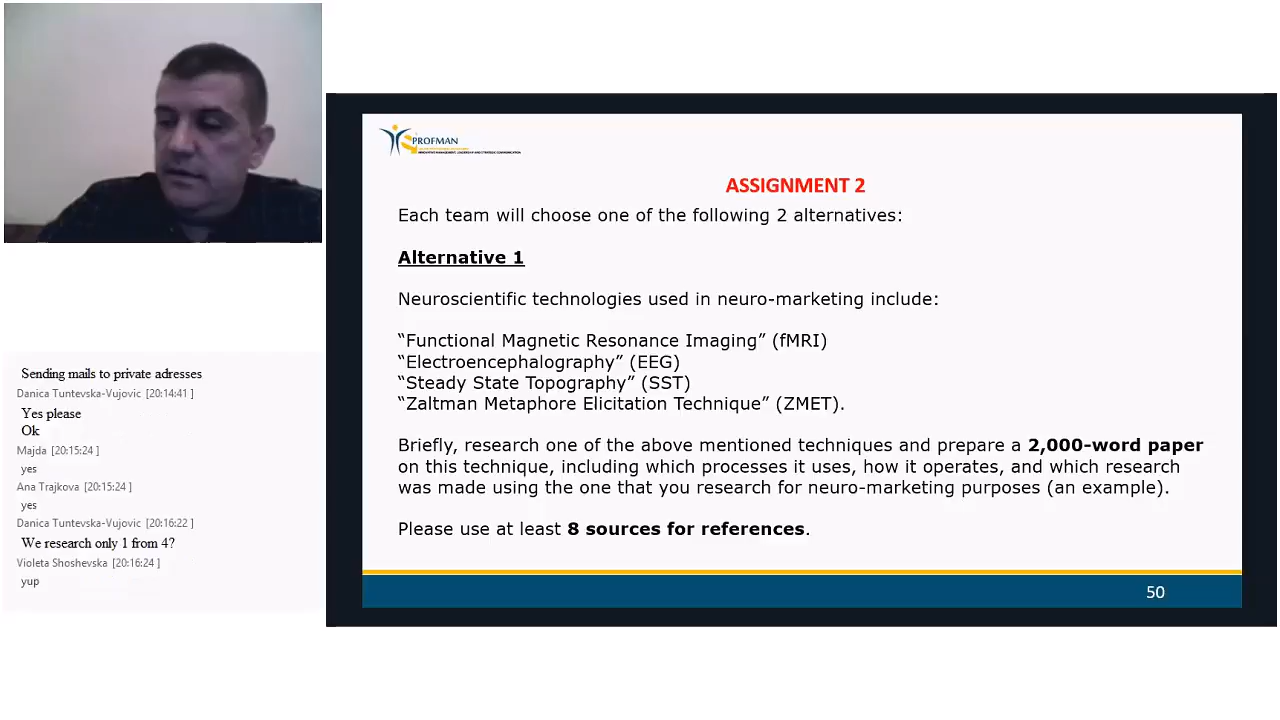 PROFMAN
INNOVATIVE MANAGEMENT, LEADERSHIP AND STRATEGIC COMMUNICATION
ASSIGNMENT 2
Each team will choose one of the following 2 alternatives:
Alternative 1
Neuroscientific technologies used in neuro-marketing include:
“Functional Magnetic Resonance Imaging” (fMRI)
“Electroencephalography” (EEG)
“Steady State Topography” (SST)
“Zaltman Metaphore Elicitation Technique” (ZMET).
Briefly, research one of the above mentioned techniques and prepare a 2,000-word paper
on this technique, including which processes it uses, how it operates, and which research
was made using the one that you research for neuro-marketing purposes (an example).
Please use at least 8 sources for references.
50
Sending mails to private adresses
Danica Tuntevska-Vujovic [20:14:41 ]
Yes please
Ok
Majda [20:15:24 ]
yes
Ana Trajkova [20:15:24 ]
yes
Danica Tuntevska-Vujovic [20:16:22 ]
We research only 1 from 4?
Violeta Shoshevska [20:16:24 ]
yup